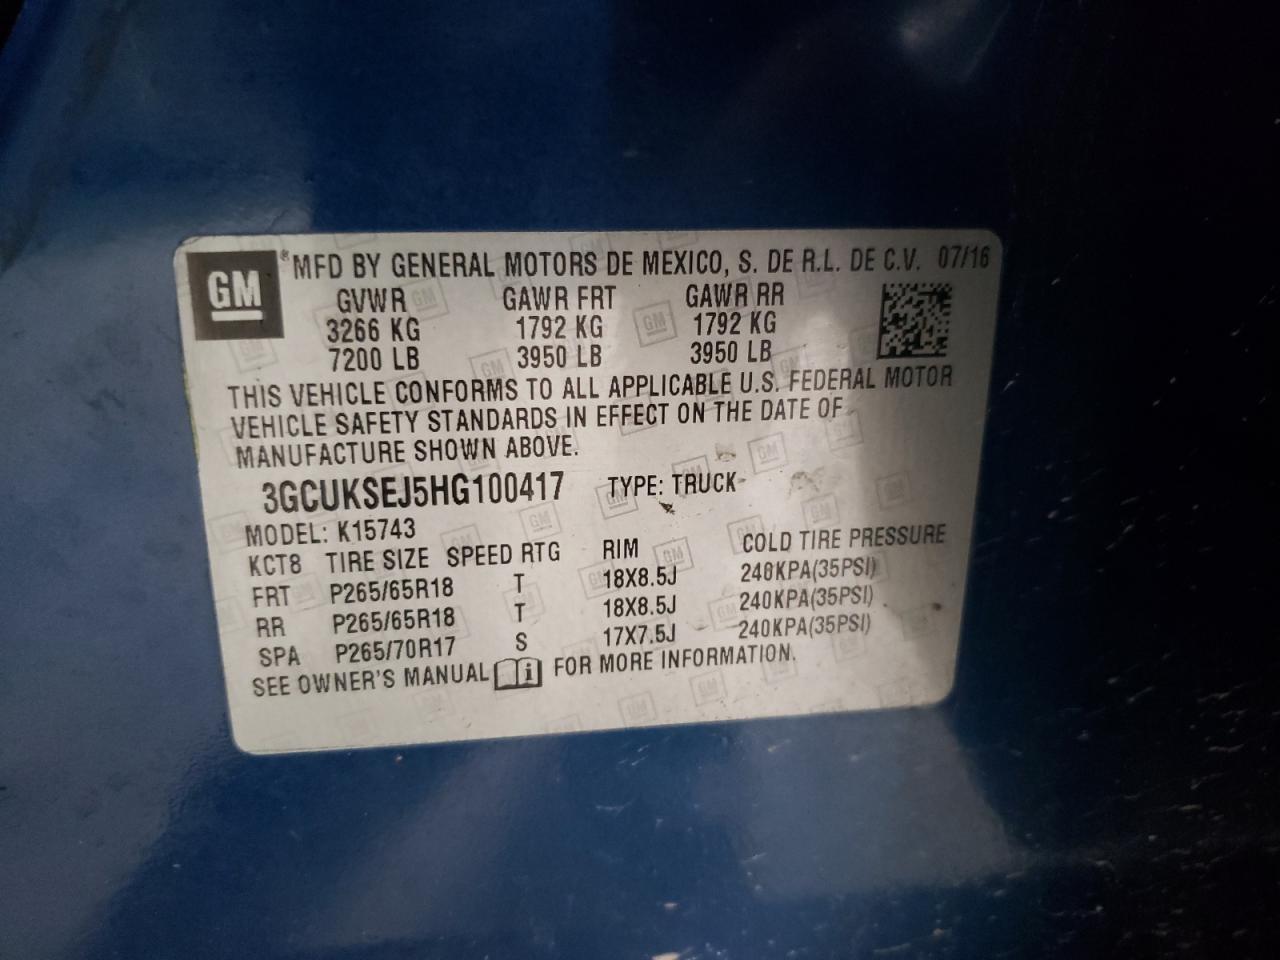 GM ® MFD BY GENERAL MOTORS DE MEXICO, S. DE R.L. DE C.V. 07/16
GVWR GAWR FRT GAWR RR
3266 KG 1792 KG 1792 KG
7200 LB 3950 LB 3950 LB
THIS VEHICLE CONFORMS TO ALL APPLICABLE U.S. FEDERAL MOTOR
VEHICLE SAFETY STANDARDS IN EFFECT ON THE DATE OF
MANUFACTURE SHOWN ABOVE.
3GCUKSEJ5HG100417 TYPE: TRUCK
MODEL: K15743
KCT8 TIRE SIZE SPEED RTG RIM COLD TIRE PRESSURE
FRT P265/65R18 T 18X8.5J 240KPA(35PSI)
RR P265/65R18 T 18X8.5J 240KPA(35PSI)
SPA P265/70R17 S 17X7.5J 240KPA(35PSI)
SEE OWNER'S MANUAL i FOR MORE INFORMATION.